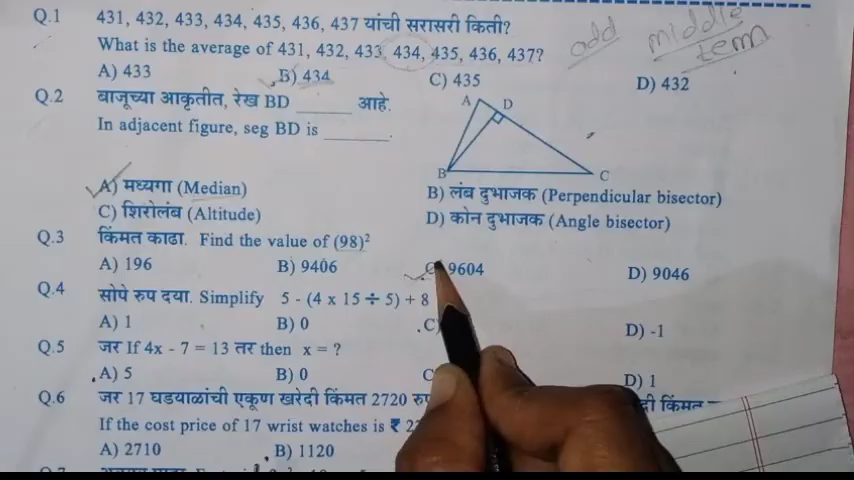 Q.1 431, 432, 433, 434, 435, 436, 437 यांची सरासरी किती?
What is the average of 431, 432, 433, 434, 435, 436, 437?
odd middle term
A) 433 B) 434 C) 435 D) 432
Q.2 बाजूच्या आकृतीत, रेख BD ______ आहे.
In adjacent figure, seg BD is ______.
A D
B C
A) मध्यगा (Median) B) लंब दुभाजक (Perpendicular bisector)
C) शिरोलंब (Altitude) D) कोन दुभाजक (Angle bisector)
Q.3 किंमत काढा. Find the value of (98)²
A) 196 B) 9406 C) 9604 D) 9046
Q.4 सोपे रुप दया. Simplify 5 - (4 x 15 ÷ 5) + 8
A) 1 B) 0 C) D) -1
Q.5 जर If 4x - 7 = 13 तर then x = ?
A) 5 B) 0 C D) 1
Q.6 जर 17 घड्याळांची एकूण खरेदी किंमत 2720 किंमत
If the cost price of 17 wrist watches is ₹
A) 2710 B) 1120